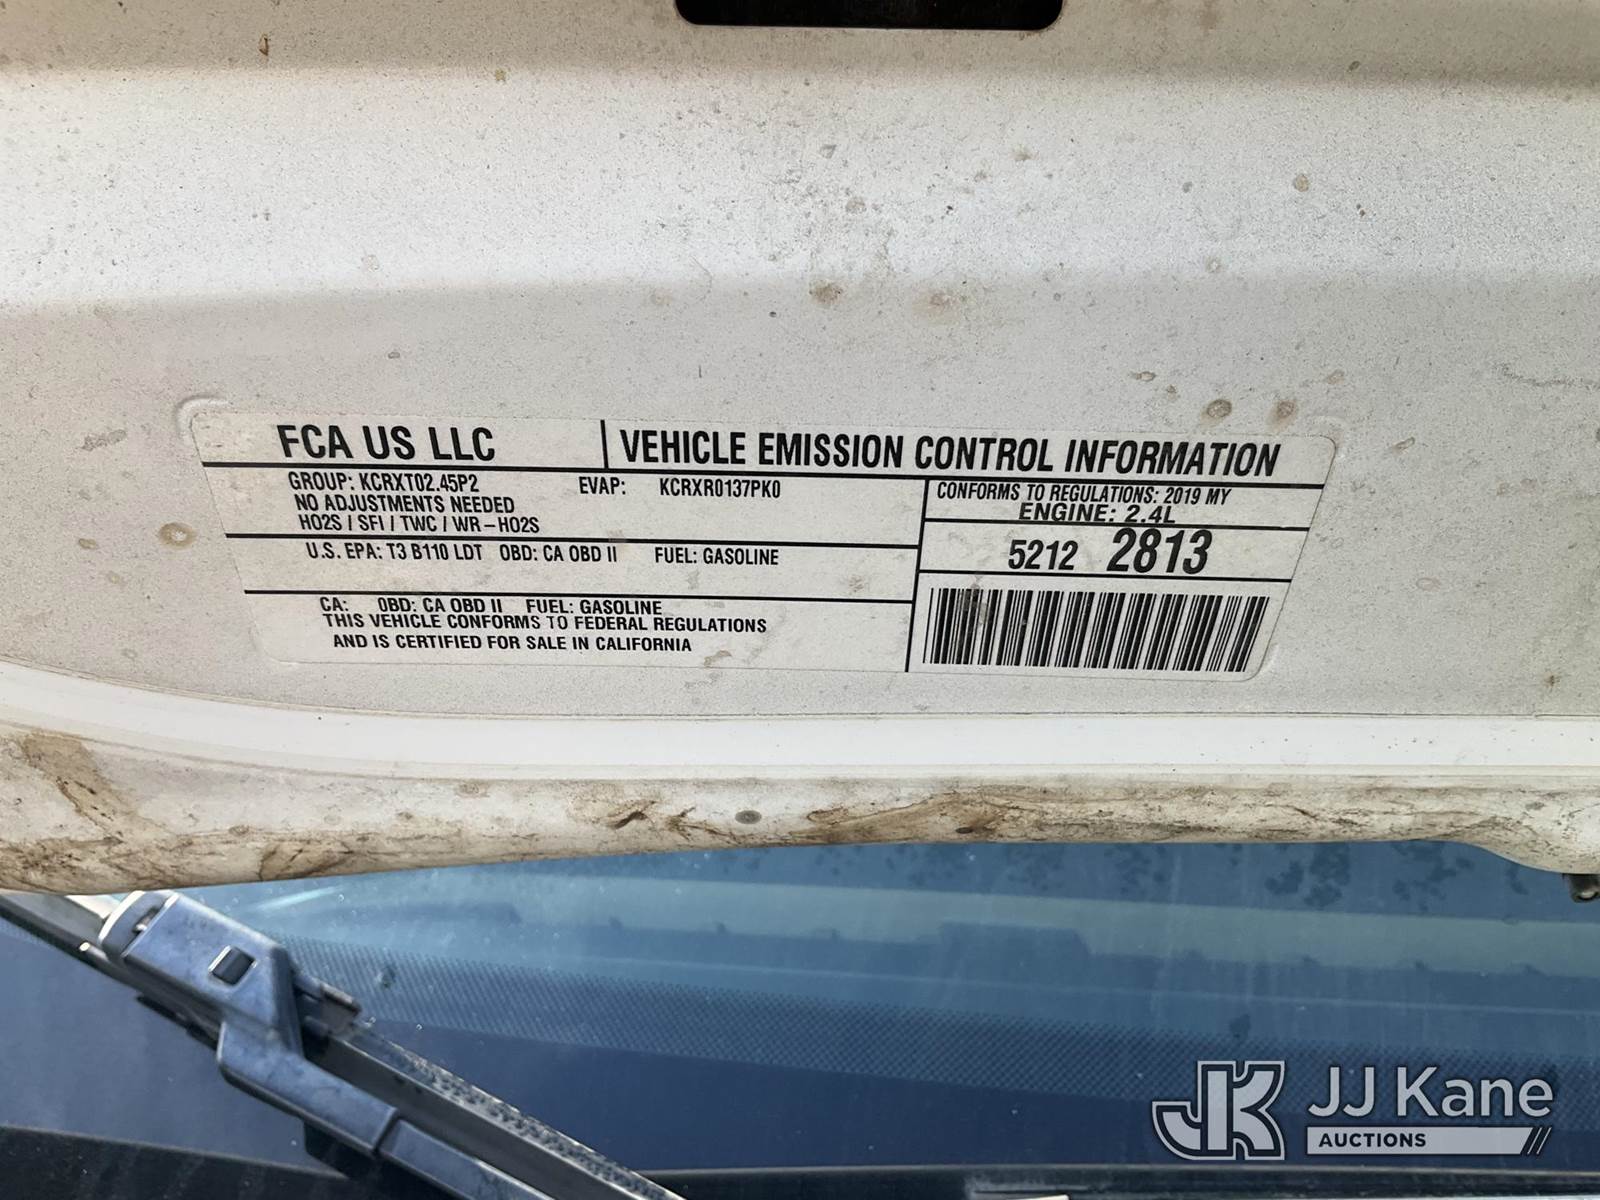 FCA US LLC VEHICLE EMISSION CONTROL INFORMATION
GROUP: KCRXT02.45P2 EVAP: KCRXR0137PK0
NO ADJUSTMENTS NEEDED
HO2S / SFI / TWC / WR-HO2S
U.S. EPA: T3 B110 LDT OBD: CA OBD II FUEL: GASOLINE
CA: OBD: CA OBD II FUEL: GASOLINE
THIS VEHICLE CONFORMS TO FEDERAL REGULATIONS
AND IS CERTIFIED FOR SALE IN CALIFORNIA
CONFORMS TO REGULATIONS: 2019 MY
ENGINE: 2.4L
5212 2813
JK JJ Kane
AUCTIONS